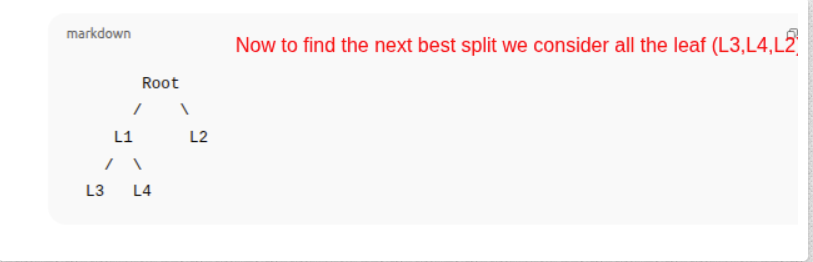 markdown
Now to find the next best split we consider all the leaf (L3,L4,L2)
Root
/ \
L1 L2
/ \
L3 L4